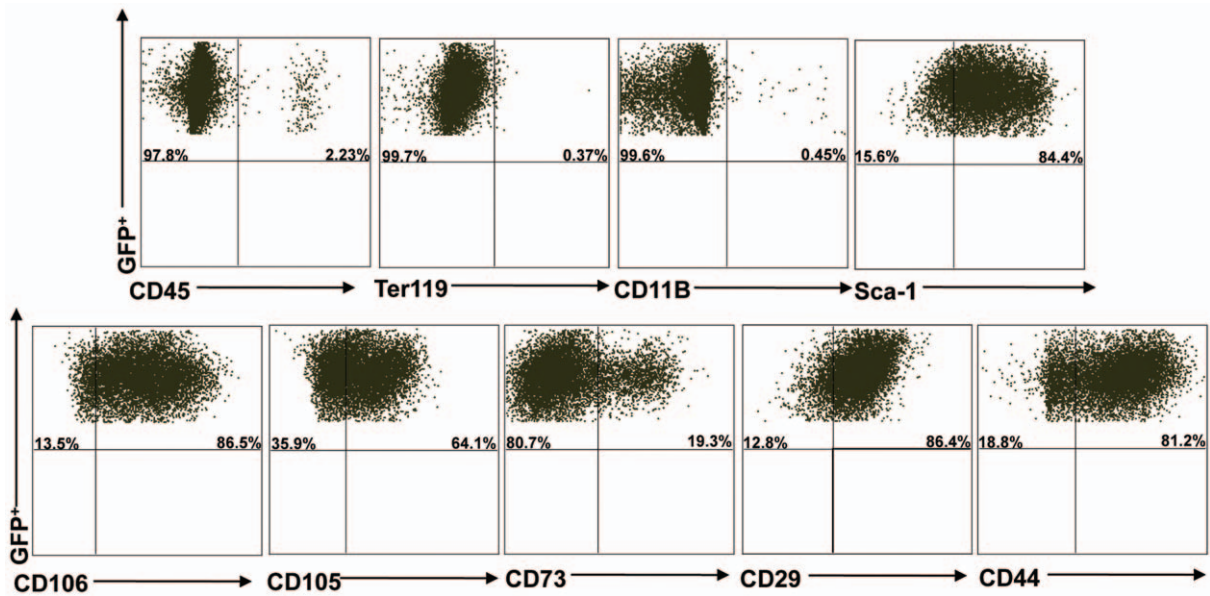 GFP⁺
97.8% 2.23%
99.7% 0.37%
99.6% 0.45%
15.6% 84.4%
CD45
Ter119
CD11B
Sca-1
GFP⁺
13.5% 86.5%
35.9% 64.1%
80.7% 19.3%
12.8% 86.4%
18.8% 81.2%
CD106
CD105
CD73
CD29
CD44